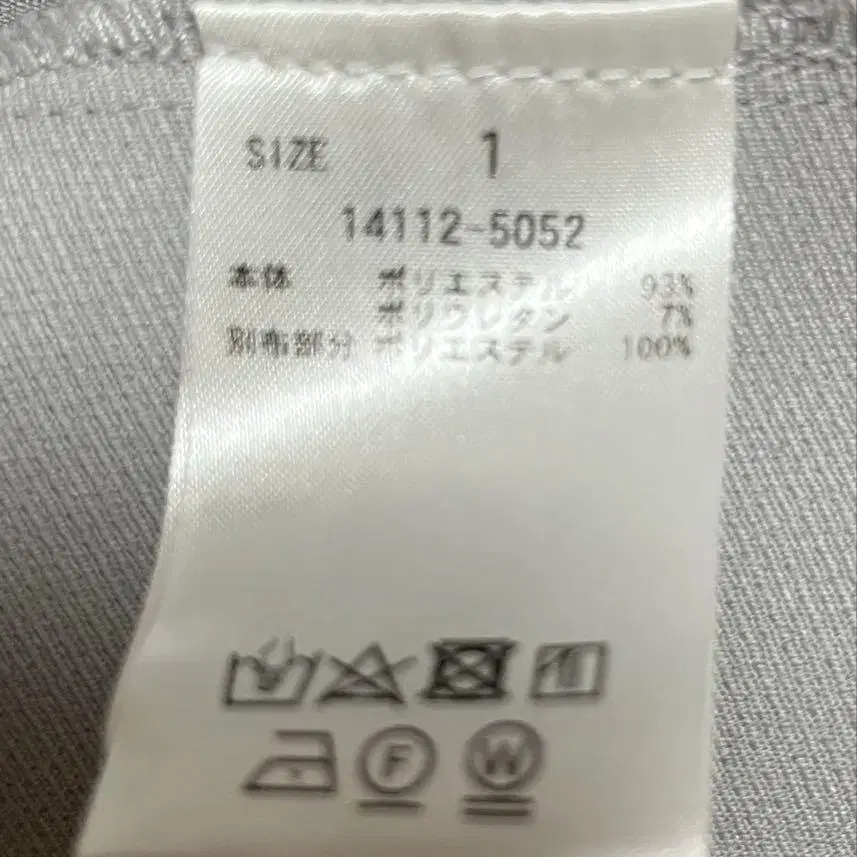 SIZE 1
14112-5052
本体 ポリエステル 93%
ポリウレタン 7%
別布部分 ポリエステル 100%
F W